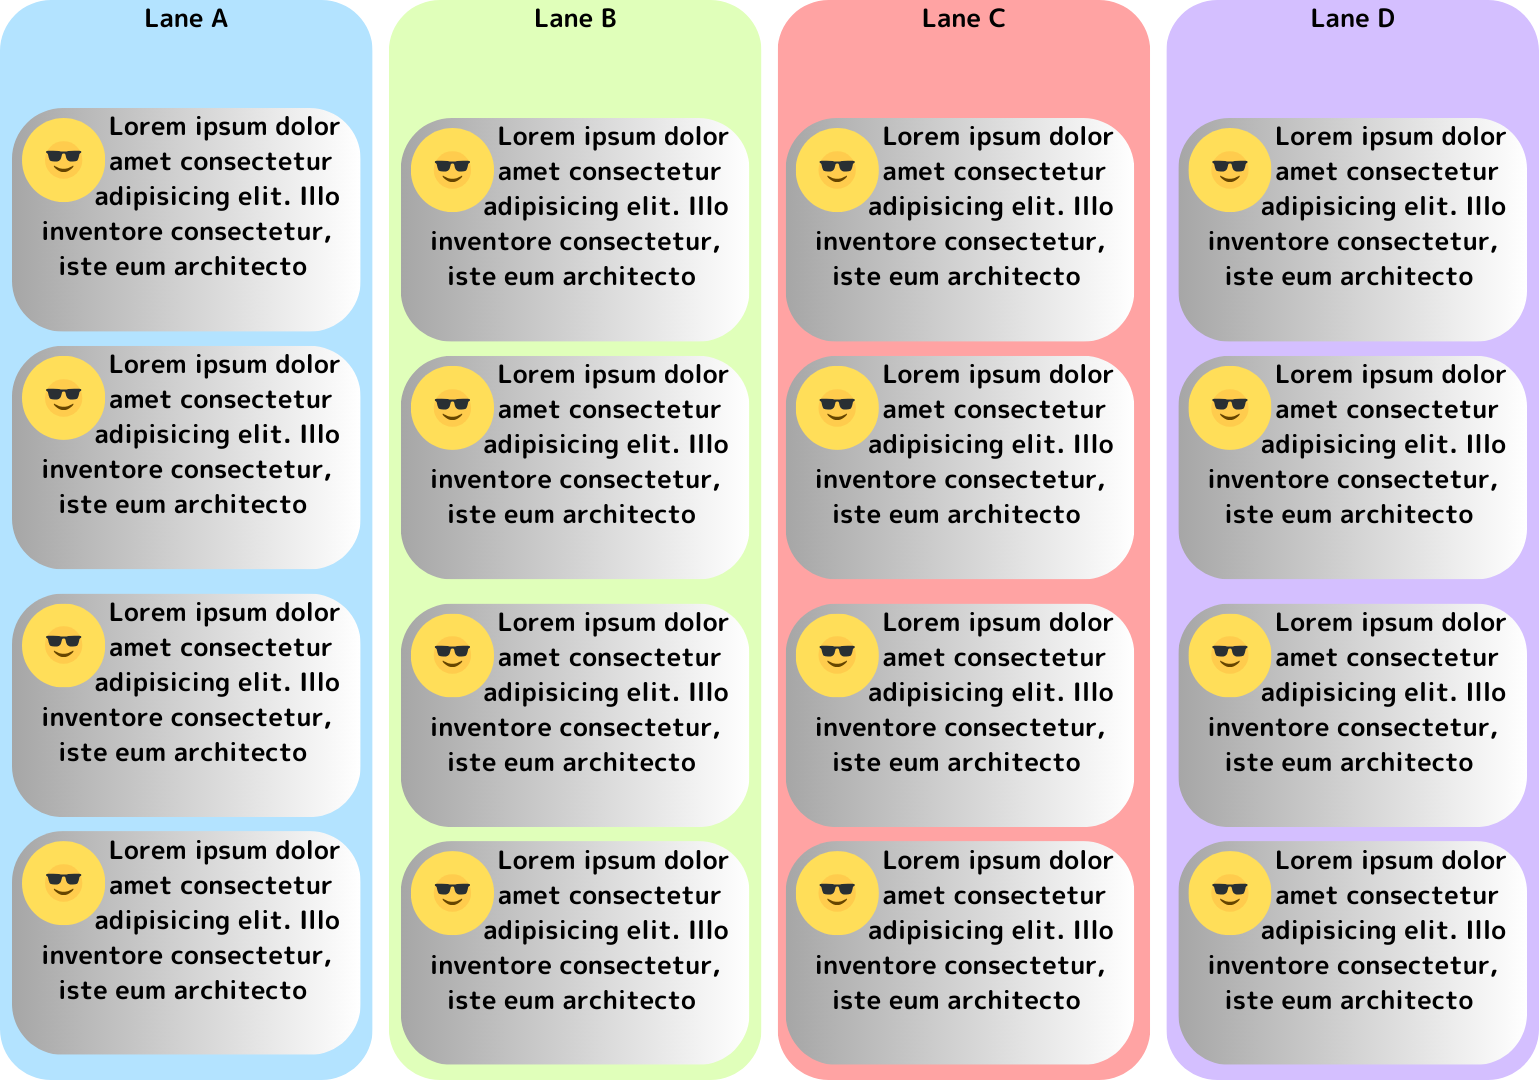 Lane A
Lorem ipsum dolor
amet consectetur
adipisicing elit. Illo
inventore consectetur,
iste eum architecto
Lorem ipsum dolor
amet consectetur
adipisicing elit. Illo
inventore consectetur,
iste eum architecto
Lorem ipsum dolor
amet consectetur
adipisicing elit. Illo
inventore consectetur,
iste eum architecto
Lorem ipsum dolor
amet consectetur
adipisicing elit. Illo
inventore consectetur,
iste eum architecto
Lane B
Lorem ipsum dolor
amet consectetur
adipisicing elit. Illo
inventore consectetur,
iste eum architecto
Lorem ipsum dolor
amet consectetur
adipisicing elit. Illo
inventore consectetur,
iste eum architecto
Lorem ipsum dolor
amet consectetur
adipisicing elit. Illo
inventore consectetur,
iste eum architecto
Lorem ipsum dolor
amet consectetur
adipisicing elit. Illo
inventore consectetur,
iste eum architecto
Lane C
Lorem ipsum dolor
amet consectetur
adipisicing elit. Illo
inventore consectetur,
iste eum architecto
Lorem ipsum dolor
amet consectetur
adipisicing elit. Illo
inventore consectetur,
iste eum architecto
Lorem ipsum dolor
amet consectetur
adipisicing elit. Illo
inventore consectetur,
iste eum architecto
Lorem ipsum dolor
amet consectetur
adipisicing elit. Illo
inventore consectetur,
iste eum architecto
Lane D
Lorem ipsum dolor
amet consectetur
adipisicing elit. Illo
inventore consectetur,
iste eum architecto
Lorem ipsum dolor
amet consectetur
adipisicing elit. Illo
inventore consectetur,
iste eum architecto
Lorem ipsum dolor
amet consectetur
adipisicing elit. Illo
inventore consectetur,
iste eum architecto
Lorem ipsum dolor
amet consectetur
adipisicing elit. Illo
inventore consectetur,
iste eum architecto